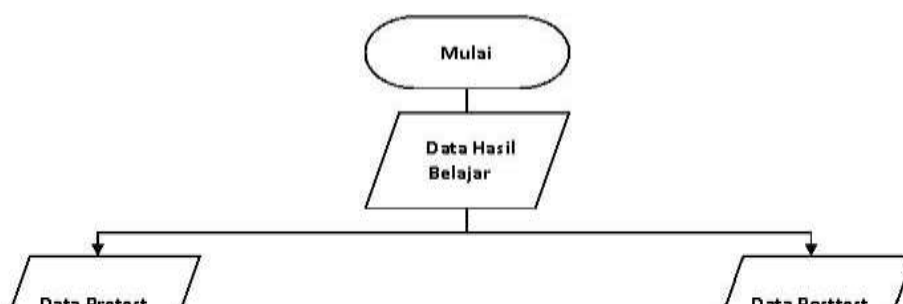 Mulai
Data Hasil
Belajar
Data Pretest
Data Posttest